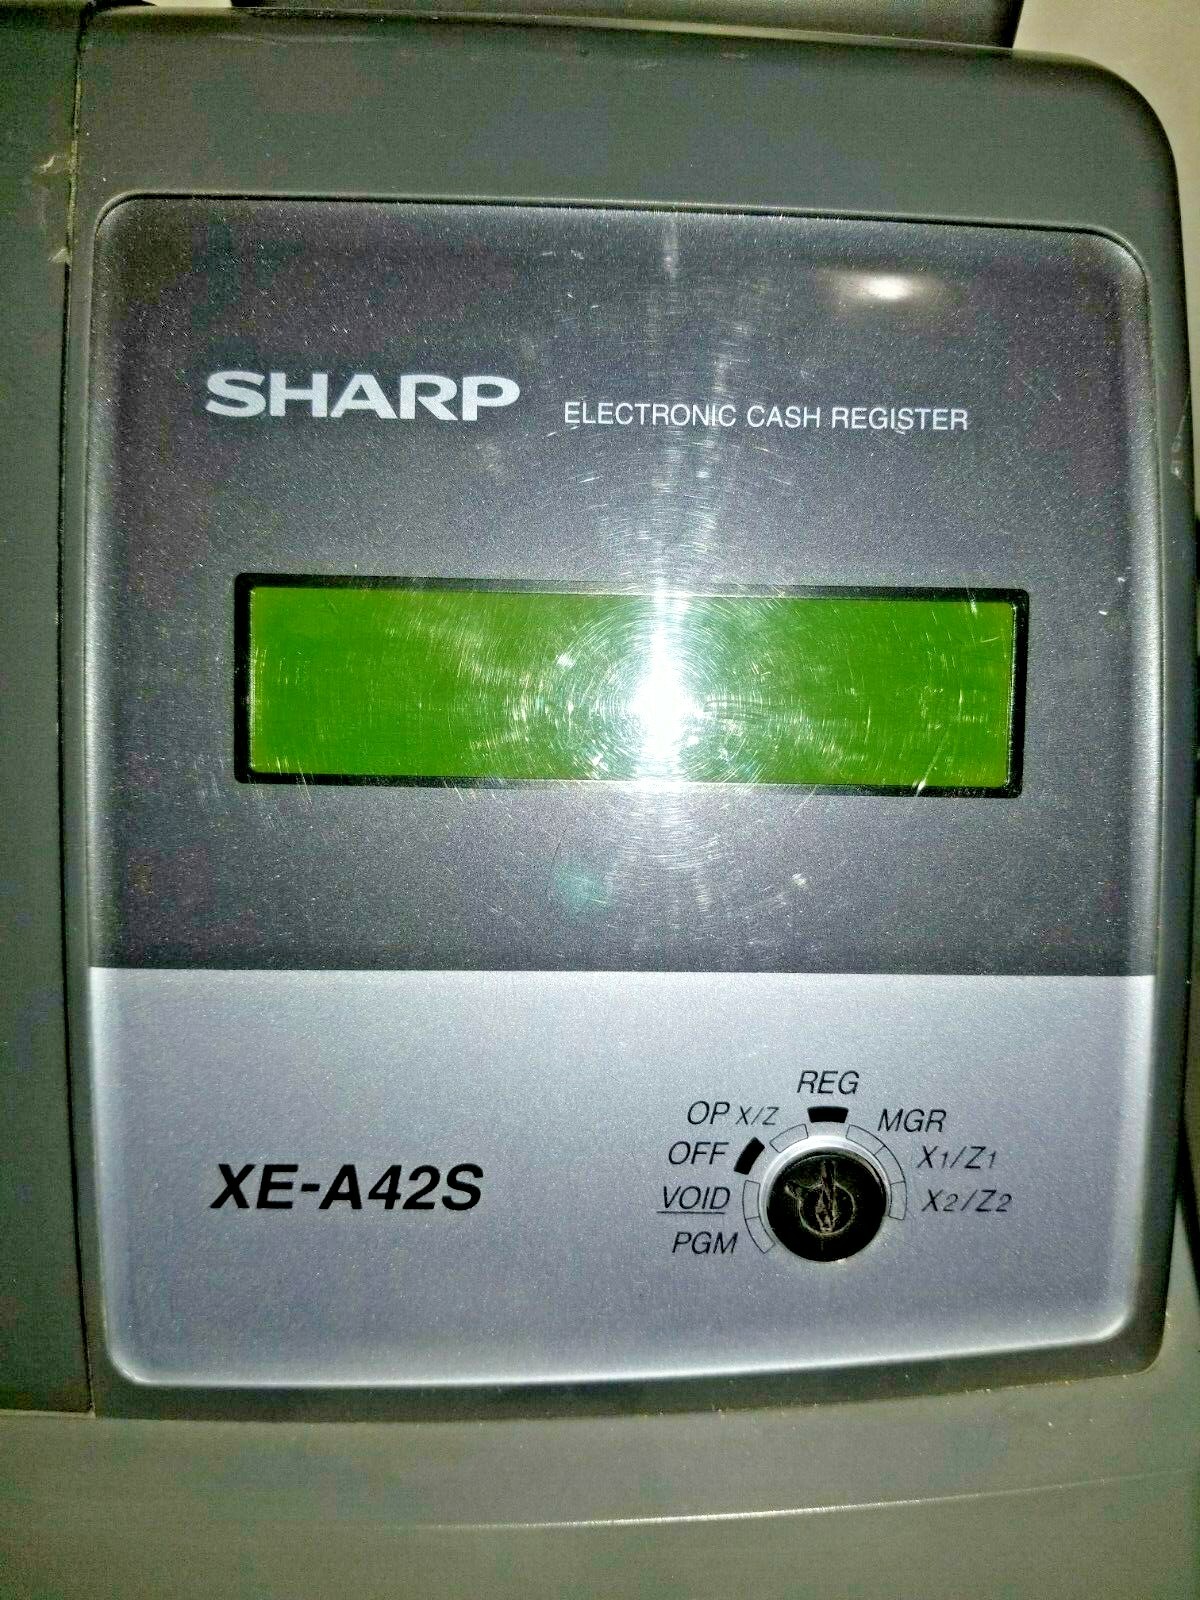 SHARP ELECTRONIC CASH REGISTER
XE-A42S
REG
OP X/Z MGR
OFF X1/Z1
VOID X2/Z2
PGM